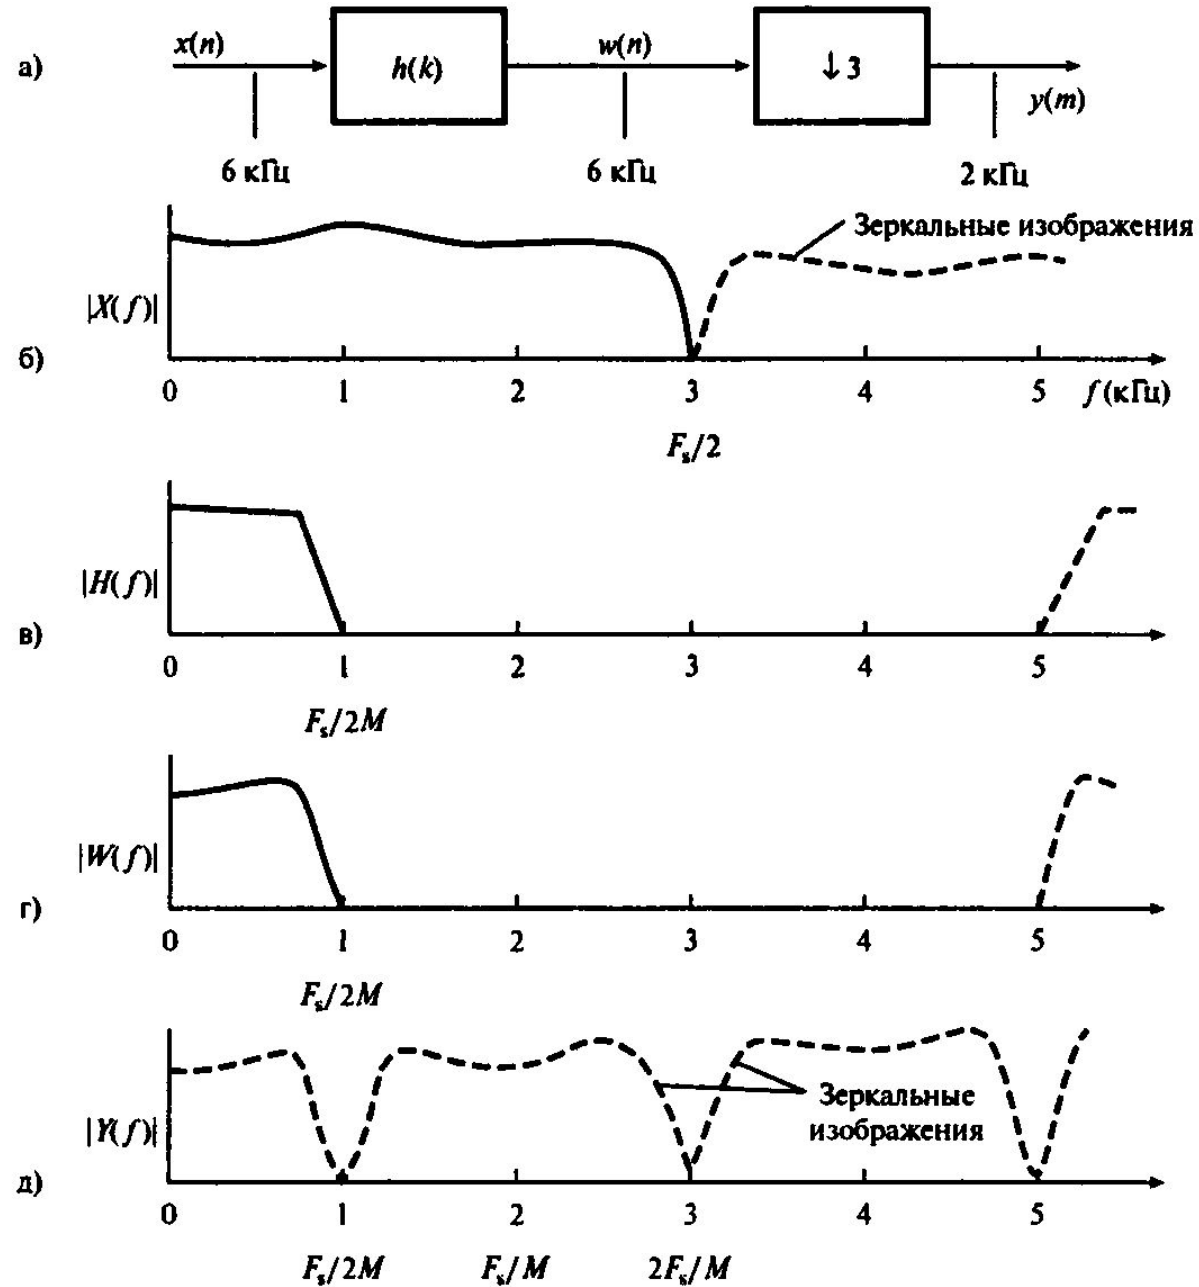 а)
x(n)
h(k)
w(n)
↓3
y(m)
6 кГц
6 кГц
2 кГц
б)
|X(f)|
Зеркальные изображения
0 1 2 3 4 5 f (кГц)
F_s/2
в)
|H(f)|
0 1 2 3 4 5
F_s/2M
г)
|W(f)|
0 1 2 3 4 5
F_s/2M
д)
|Y(f)|
Зеркальные
изображения
0 1 2 3 4 5
F_s/2M F_s/M 2F_s/M